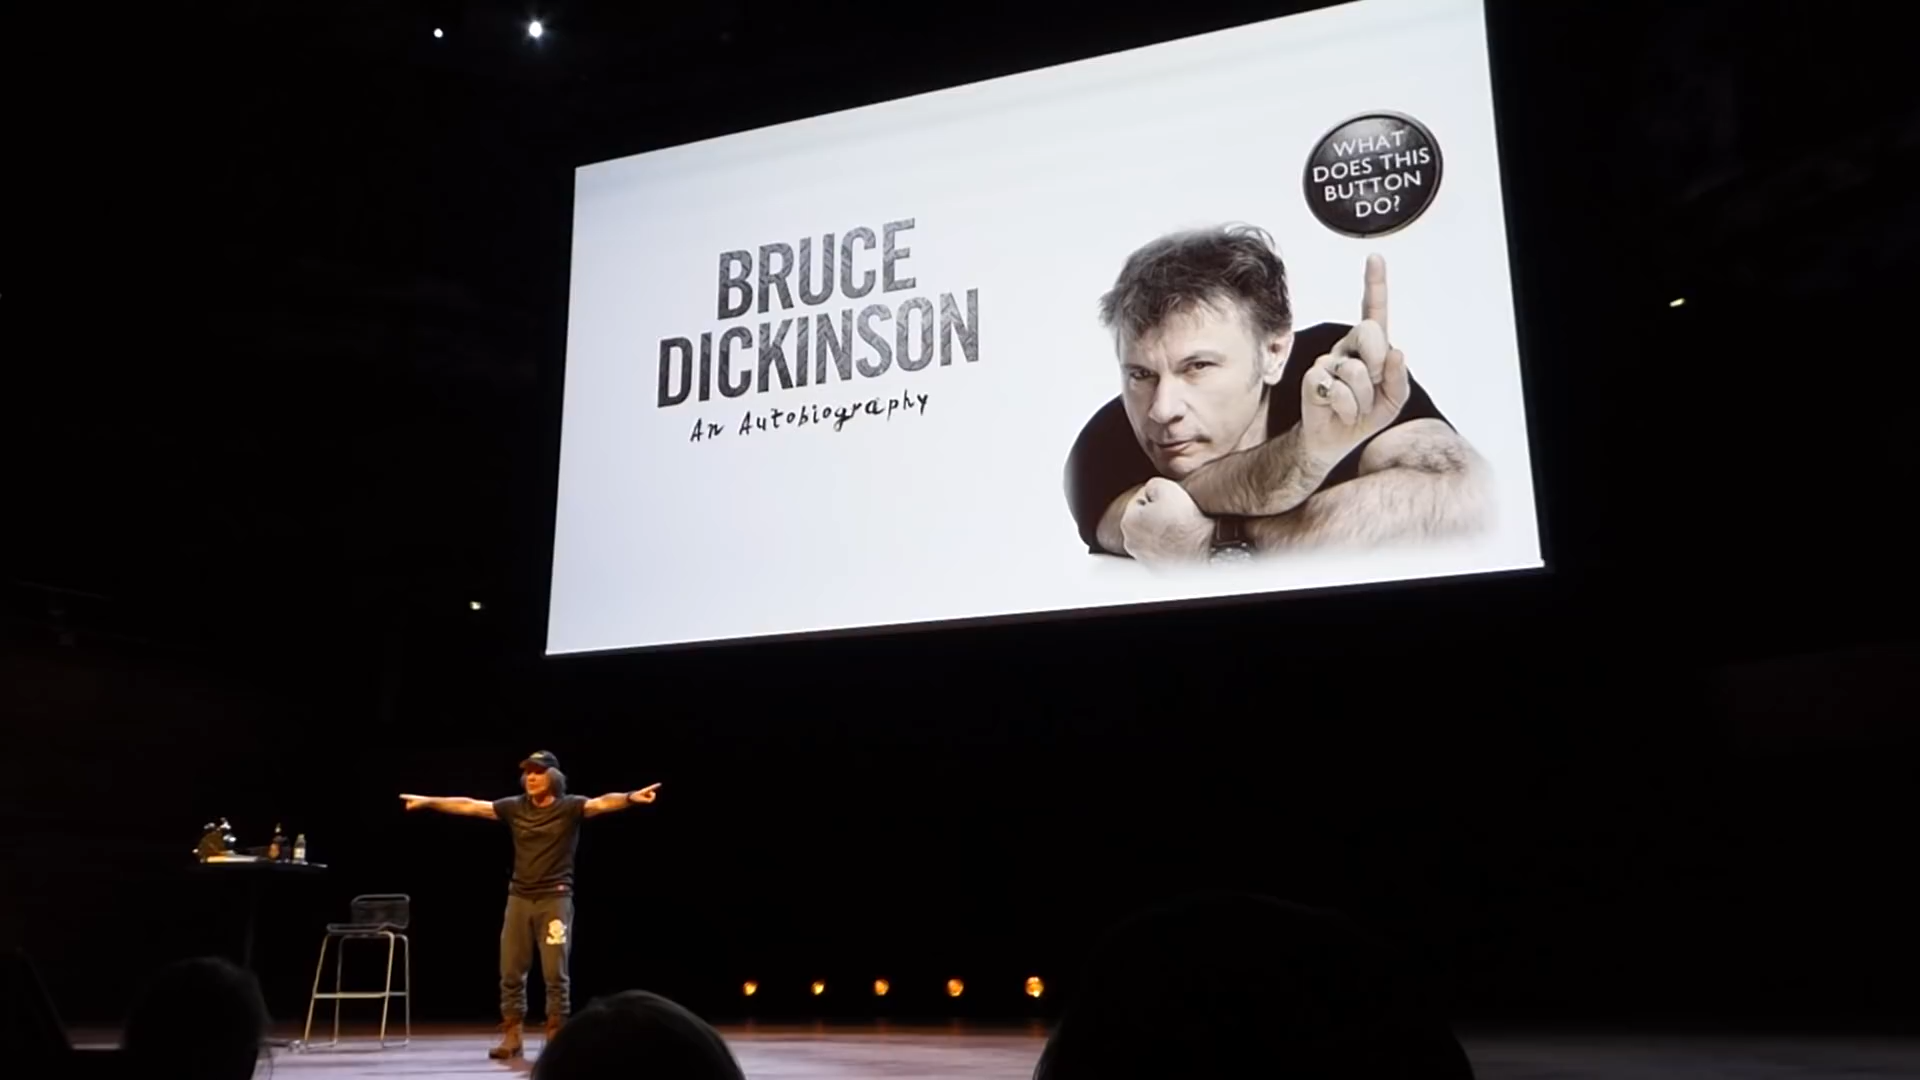 WHAT
DOES THIS
BUTTON
DO?
BRUCE
DICKINSON
An Autobiography